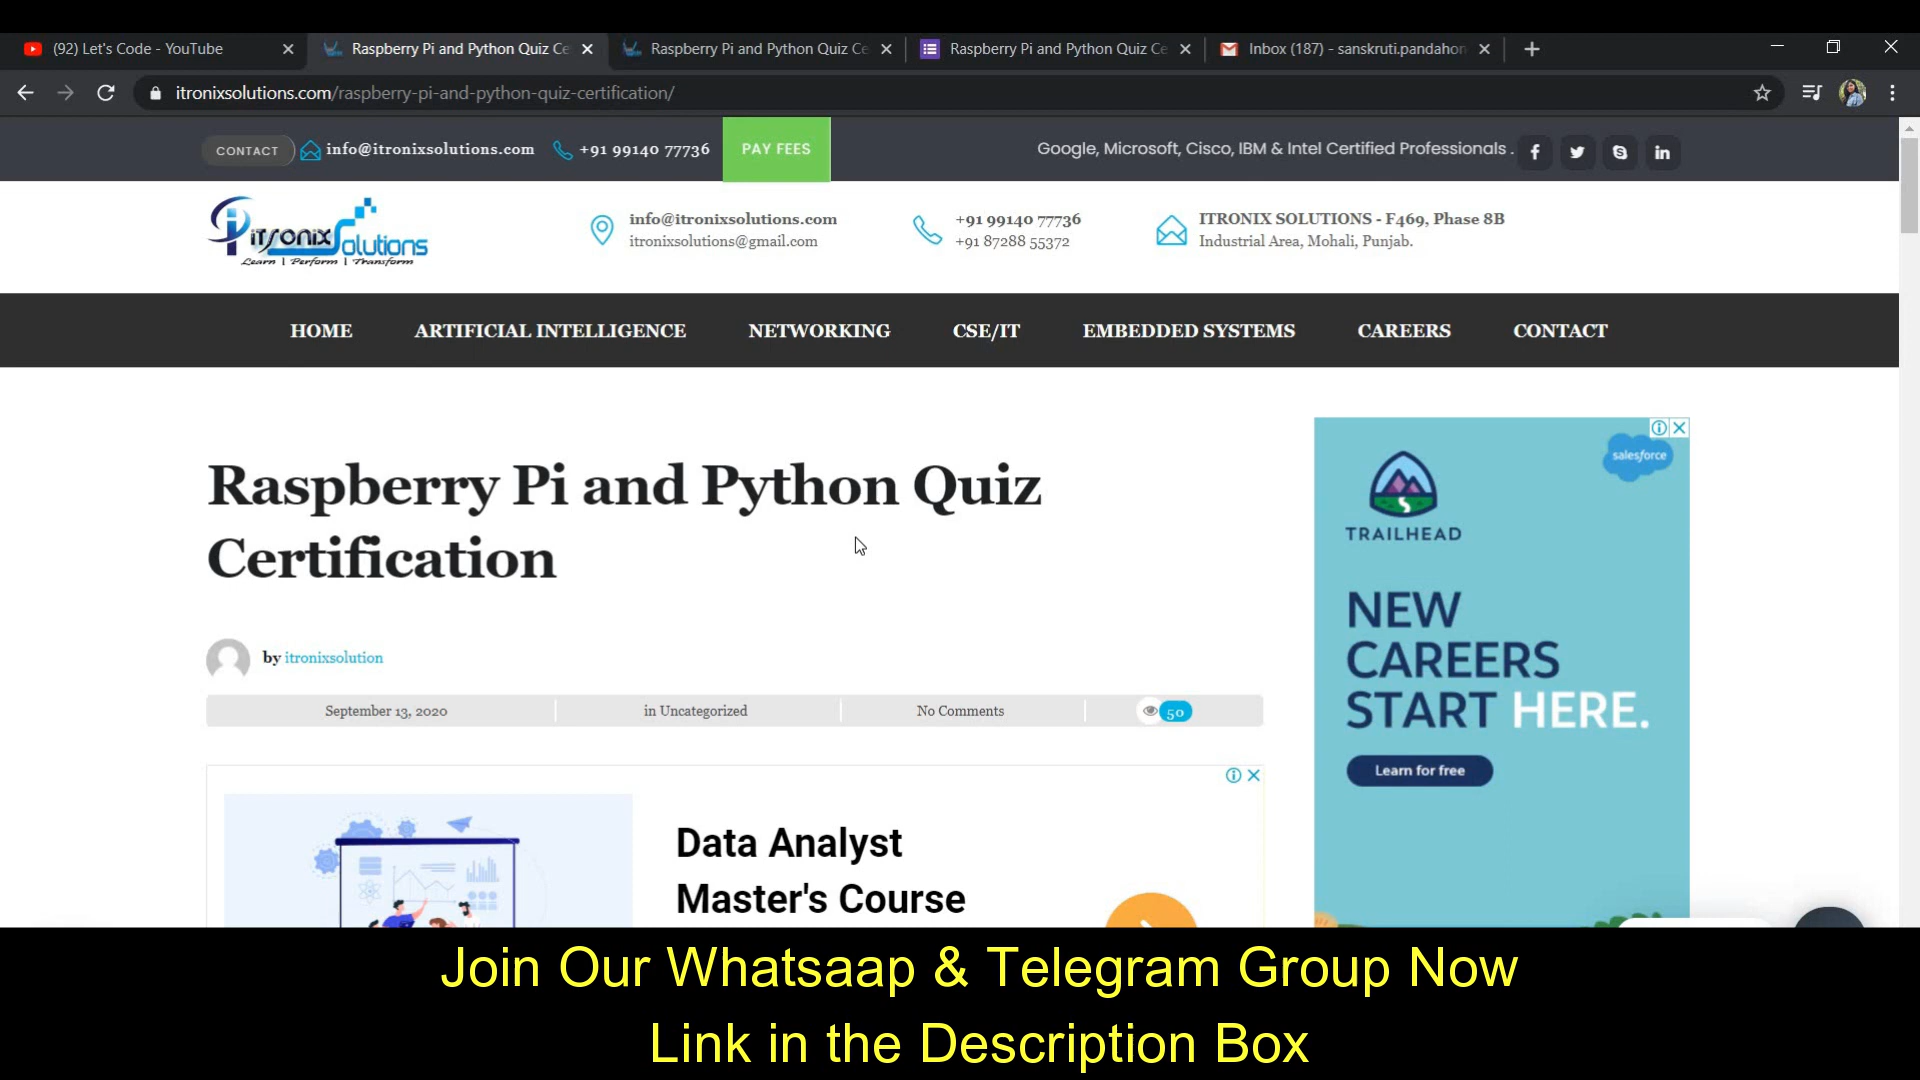 (92) Let's Code - YouTube
Raspberry Pi and Python Quiz Ce
Raspberry Pi and Python Quiz Ce
Raspberry Pi and Python Quiz Ce
Inbox (187) - sanskruti.pandahon
itronixsolutions.com/raspberry-pi-and-python-quiz-certification/
CONTACT
info@itronixsolutions.com
+91 99140 77736
PAY FEES
Google, Microsoft, Cisco, IBM & Intel Certified Professionals .
itronix Solutions
Learn | Perform | Transform
info@itronixsolutions.com
itronixsolutions@gmail.com
+91 99140 77736
+91 87288 55372
ITRONIX SOLUTIONS - F469, Phase 8B
Industrial Area, Mohali, Punjab.
HOME
ARTIFICIAL INTELLIGENCE
NETWORKING
CSE/IT
EMBEDDED SYSTEMS
CAREERS
CONTACT
Raspberry Pi and Python Quiz
Certification
by itronixsolution
September 13, 2020
in Uncategorized
No Comments
50
Data Analyst
Master's Course
salesforce
TRAILHEAD
NEW
CAREERS
START HERE.
Learn for free
Join Our Whatsaap & Telegram Group Now
Link in the Description Box